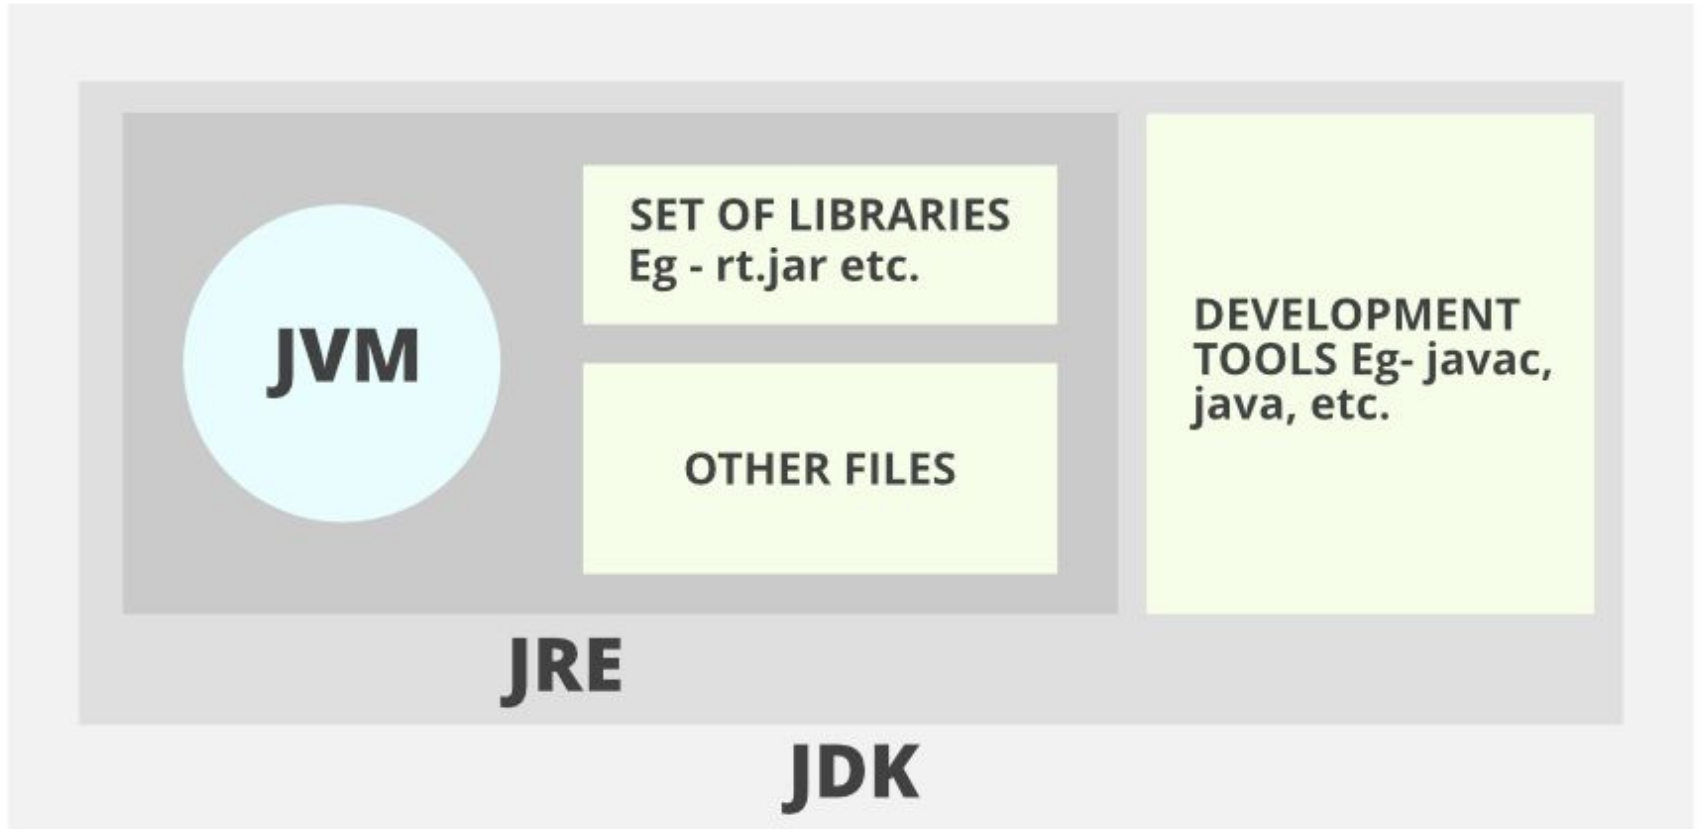 JVM
SET OF LIBRARIES
Eg - rt.jar etc.
OTHER FILES
DEVELOPMENT
TOOLS Eg- javac,
java, etc.
JRE
JDK